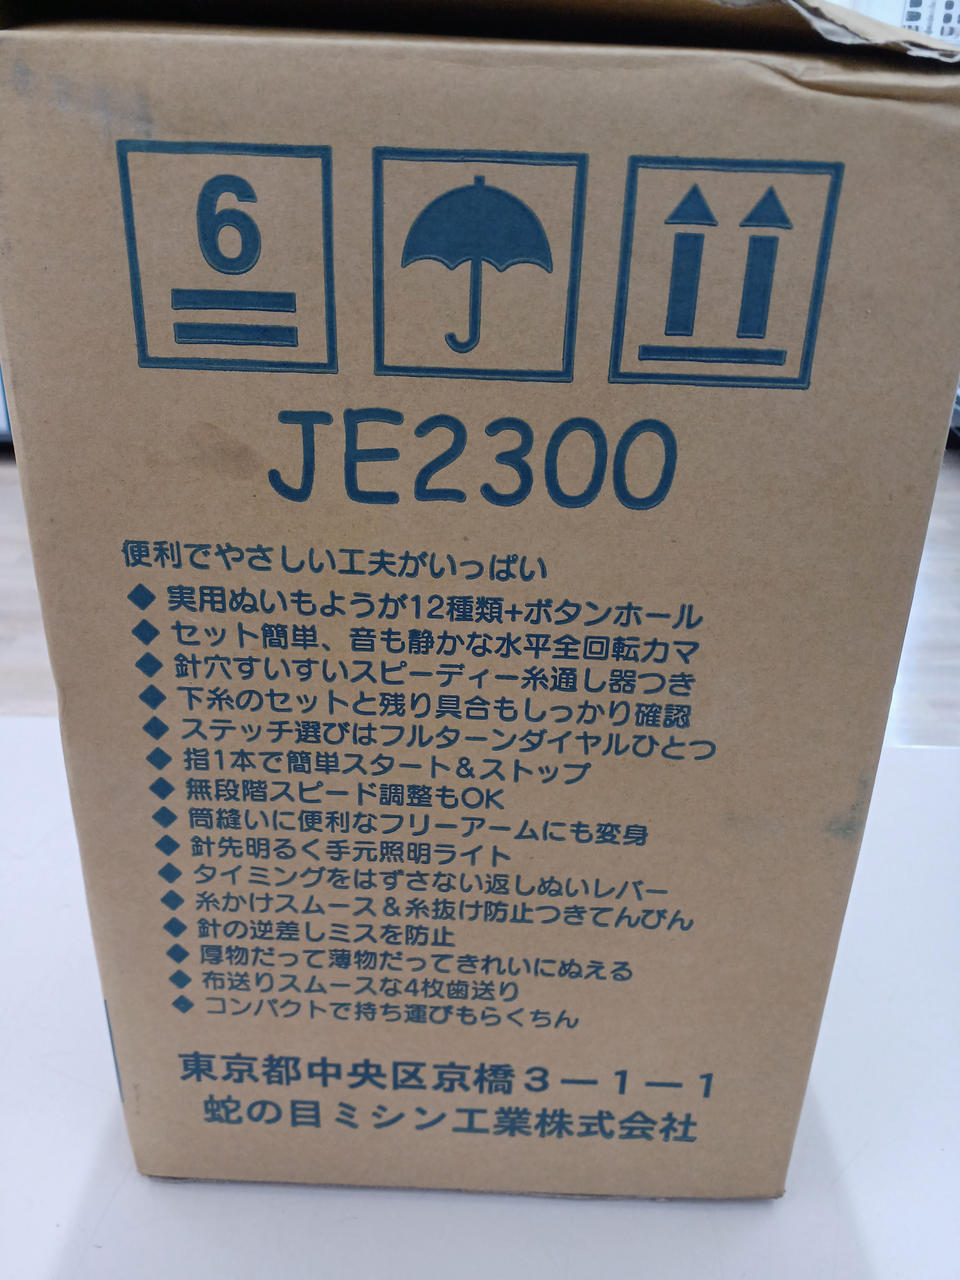 6
JE2300
便利でやさしい工夫がいっぱい
◆ 実用ぬいもようが12種類+ボタンホール
◆ セット簡単、音も静かな水平全回転カマ
◆ 針穴すいすいスピーディー糸通し器つき
◆ 下糸のセットと残り具合もしっかり確認
◆ ステッチ選びはフルターンダイヤルひとつ
◆ 指1本で簡単スタート&ストップ
◆ 無段階スピード調整もOK
◆ 筒縫いに便利なフリーアームにも変身
◆ 針先明るく手元照明ライト
◆ タイミングをはずさない返しぬいレバー
◆ 糸かけスムース&糸抜け防止つきてんびん
◆ 針の逆差しミスを防止
◆ 厚物だって薄物だってきれいにぬえる
◆ 布送りスムースな4枚歯送り
◆ コンパクトで持ち運びもらくちん
東京都中央区京橋3－1－1
蛇の目ミシン工業株式会社